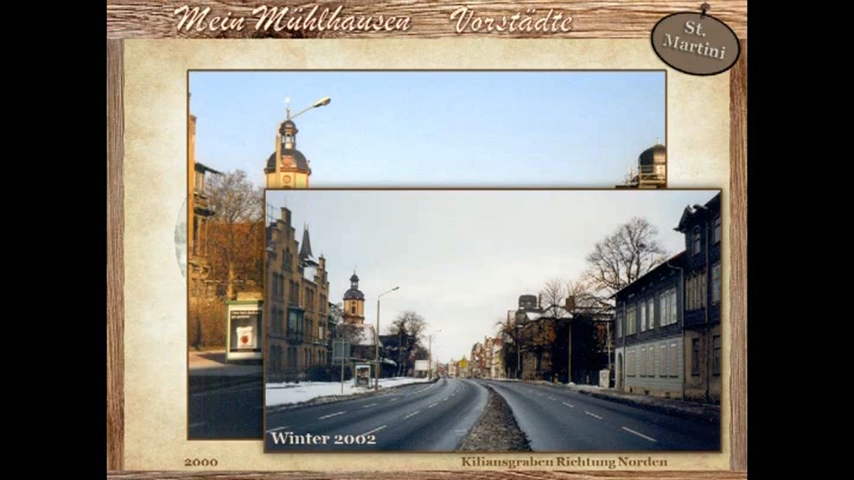 Mein Mühlhausen Vorstädte
St.
Martini
Winter 2002
2000
Kiliansgraben Richtung Norden